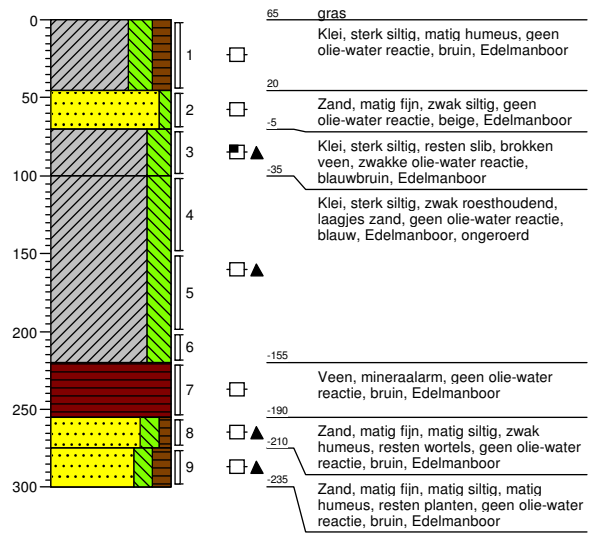 0
50
100
150
200
250
300
1
2
3
4
5
6
7
8
9
65 gras
Klei, sterk siltig, matig humeus, geen
olie-water reactie, bruin, Edelmanboor
20
Zand, matig fijn, zwak siltig, geen
olie-water reactie, beige, Edelmanboor
-5
Klei, sterk siltig, resten slib, brokken
veen, zwakke olie-water reactie,
blauwbruin, Edelmanboor
-35
Klei, sterk siltig, zwak roesthoudend,
laagjes zand, geen olie-water reactie,
blauw, Edelmanboor, ongeroerd
-155
Veen, mineraalarm, geen olie-water
reactie, bruin, Edelmanboor
-190
Zand, matig fijn, matig siltig, zwak
humeus, resten wortels, geen olie-water
reactie, bruin, Edelmanboor
-210
Zand, matig fijn, matig siltig, matig
humeus, resten planten, geen olie-water
reactie, bruin, Edelmanboor
-235